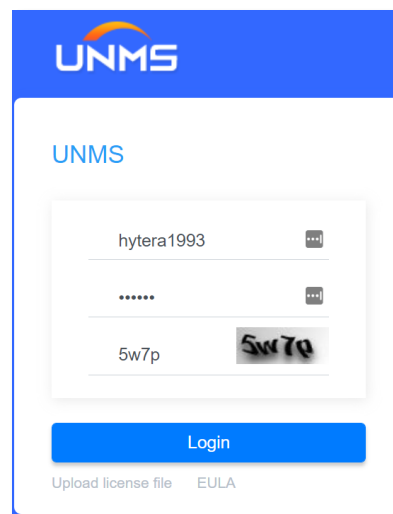 UNMS
UNMS
hytera1993
••••••
5w7p
5w7p
Login
Upload license file EULA